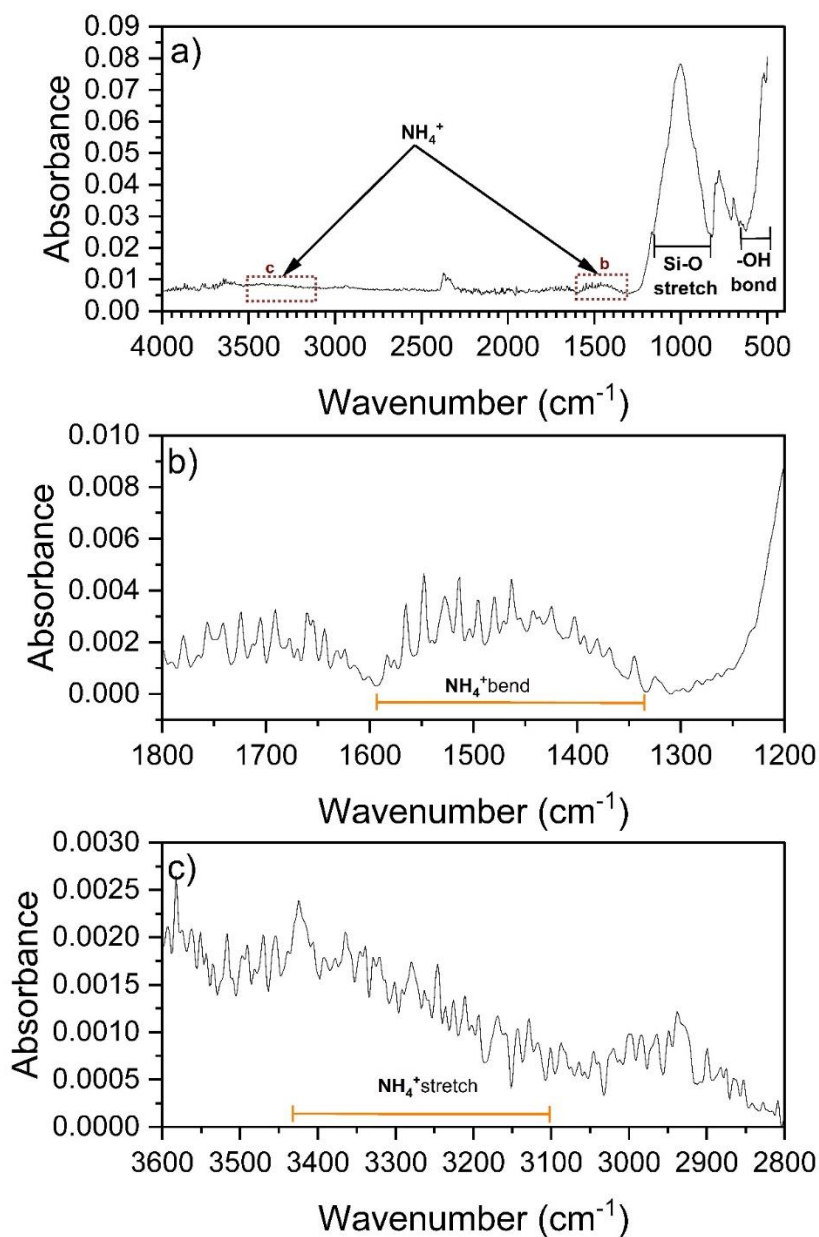 a)
0.09
0.08
0.07
0.06
0.05
0.04
0.03
0.02
0.01
0.00
Absorbance
NH₄⁺
c
b
Si-O
stretch
-OH
bond
4000 3500 3000 2500 2000 1500 1000 500
Wavenumber (cm⁻¹)
b)
0.010
0.008
0.006
0.004
0.002
0.000
Absorbance
NH₄⁺bend
1800 1700 1600 1500 1400 1300 1200
Wavenumber (cm⁻¹)
c)
0.0030
0.0025
0.0020
0.0015
0.0010
0.0005
0.0000
Absorbance
NH₄⁺stretch
3600 3500 3400 3300 3200 3100 3000 2900 2800
Wavenumber (cm⁻¹)